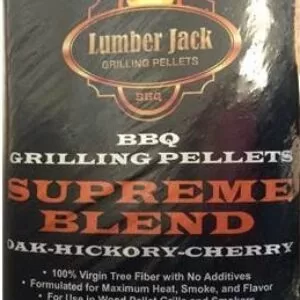 Lumber Jack
GRILLING PELLETS
BBQ
BBQ
GRILLING PELLETS
SUPREME
BLEND
OAK-HICKORY-CHERRY
• 100% Virgin Tree Fiber with No Additives
• Formulated for Maximum Heat, Smoke, and Flavor
• For Use in Wood Pellet Grills and Smokers